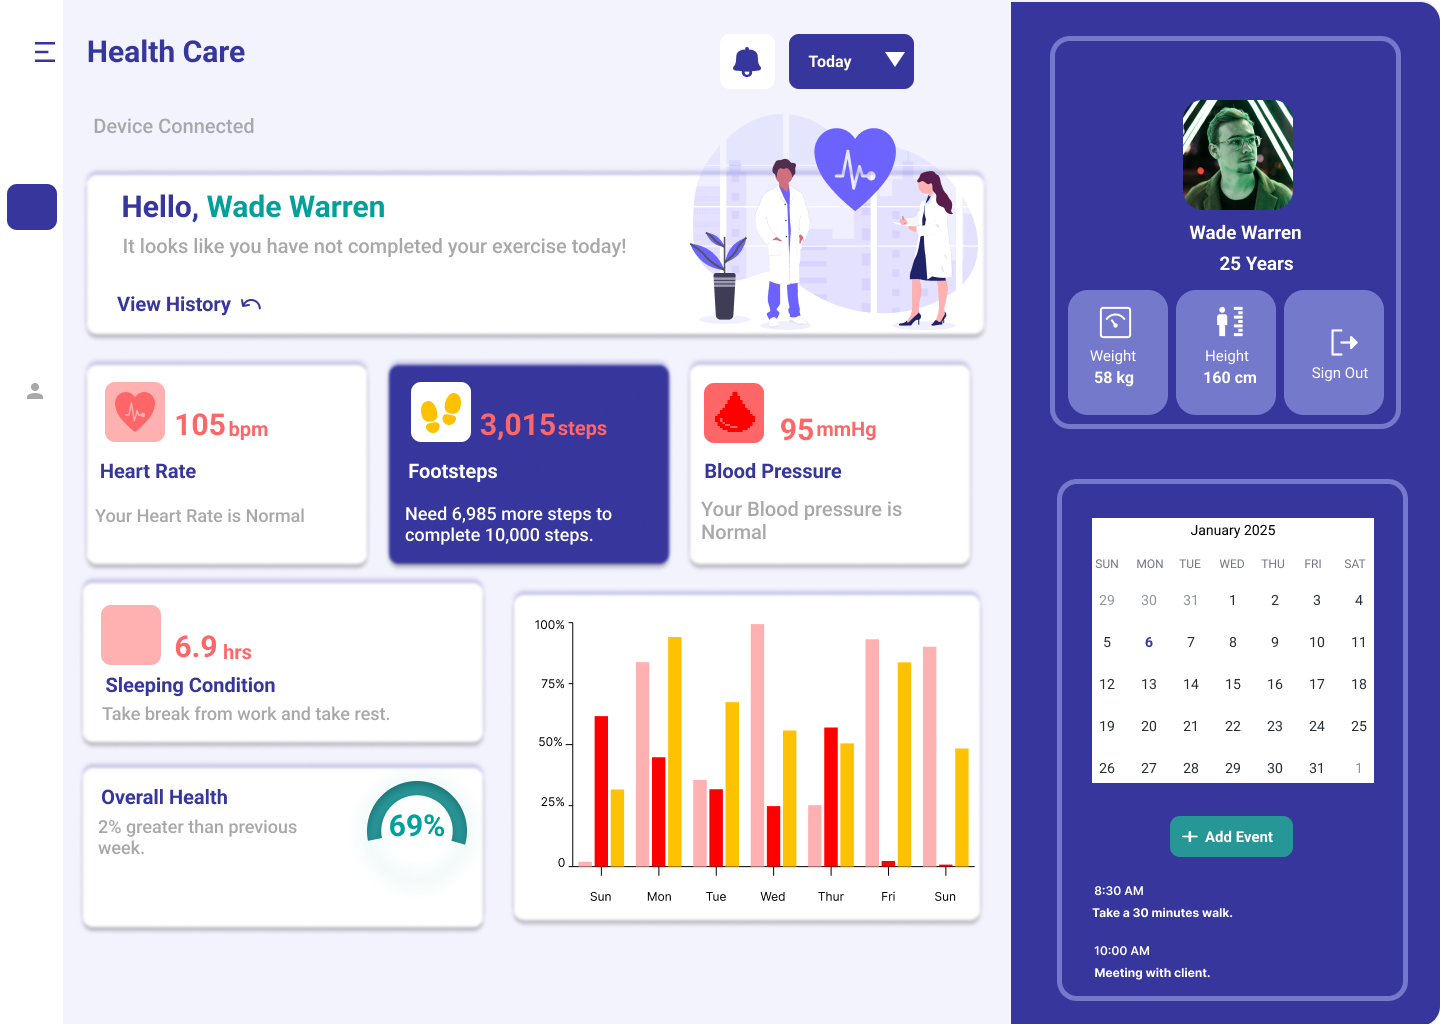 Health Care
Today
Device Connected
Hello, Wade Warren
It looks like you have not completed your exercise today!
View History
105 bpm
Heart Rate
Your Heart Rate is Normal
3,015 steps
Footsteps
Need 6,985 more steps to
complete 10,000 steps.
95 mmHg
Blood Pressure
Your Blood pressure is
Normal
6.9 hrs
Sleeping Condition
Take break from work and take rest.
Overall Health
2% greater than previous
week.
69%
100%
75%
50%
25%
0
Sun Mon Tue Wed Thur Fri Sun
Wade Warren
25 Years
Weight
58 kg
Height
160 cm
Sign Out
January 2025
SUN MON TUE WED THU FRI SAT
29 30 31 1 2 3 4
5 6 7 8 9 10 11
12 13 14 15 16 17 18
19 20 21 22 23 24 25
26 27 28 29 30 31 1
Add Event
8:30 AM
Take a 30 minutes walk.
10:00 AM
Meeting with client.